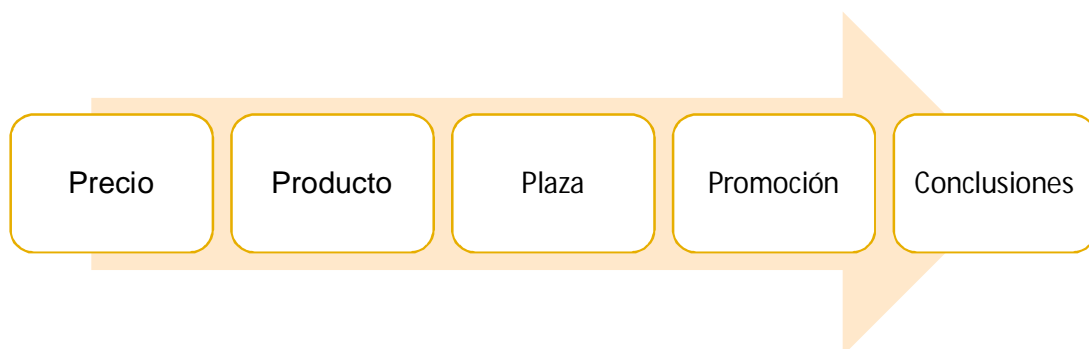 Precio
Producto
Plaza
Promoción
Conclusiones